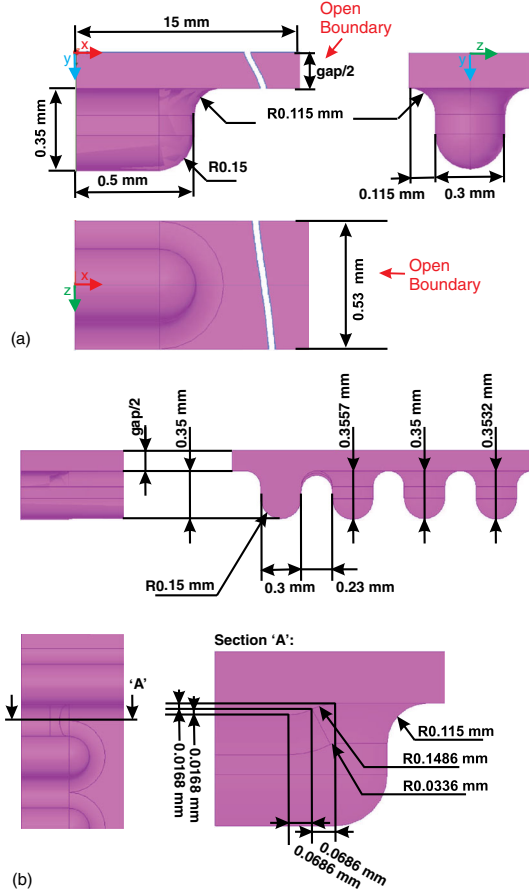 15 mm
Open
Boundary
x
y
gap/2
z
y
0.35 mm
R0.115 mm
R0.15
0.5 mm
0.115 mm
0.3 mm
x
z
0.53 mm
Open
Boundary
(a)
gap/2
0.35 mm
0.3557 mm
0.35 mm
0.3532 mm
R0.15 mm
0.3 mm
0.23 mm
Section ‘A’:
‘A’
R0.115 mm
R0.1486 mm
R0.0336 mm
0.0168 mm
0.0168 mm
0.0686 mm
0.0686 mm
(b)